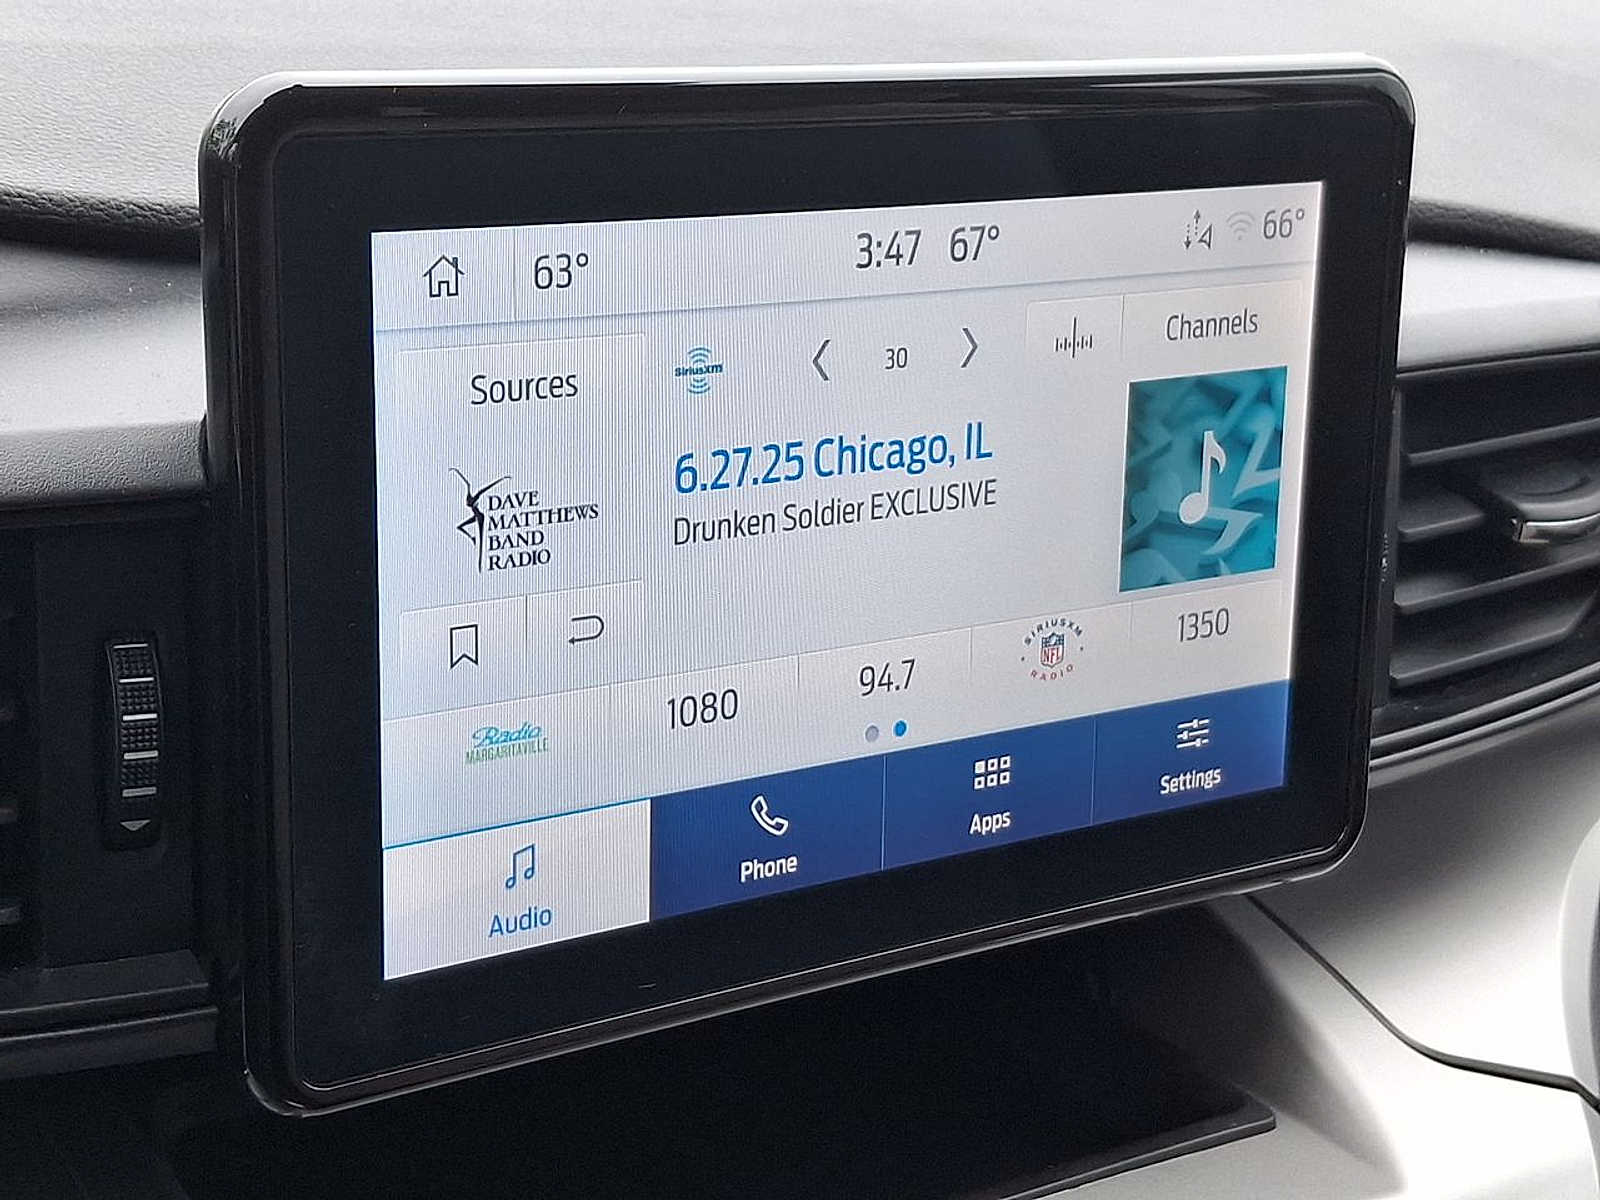 63°
3:47 67°
66°
Sources
SiriusXm
30
Channels
6.27.25 Chicago, IL
Drunken Soldier EXCLUSIVE
DAVE
MATTHEWS
BAND
RADIO
Radio
MARGARITAVILLE
1080
94.7
SIRIUSXM
NFL
RADIO
1350
Audio
Phone
Apps
Settings